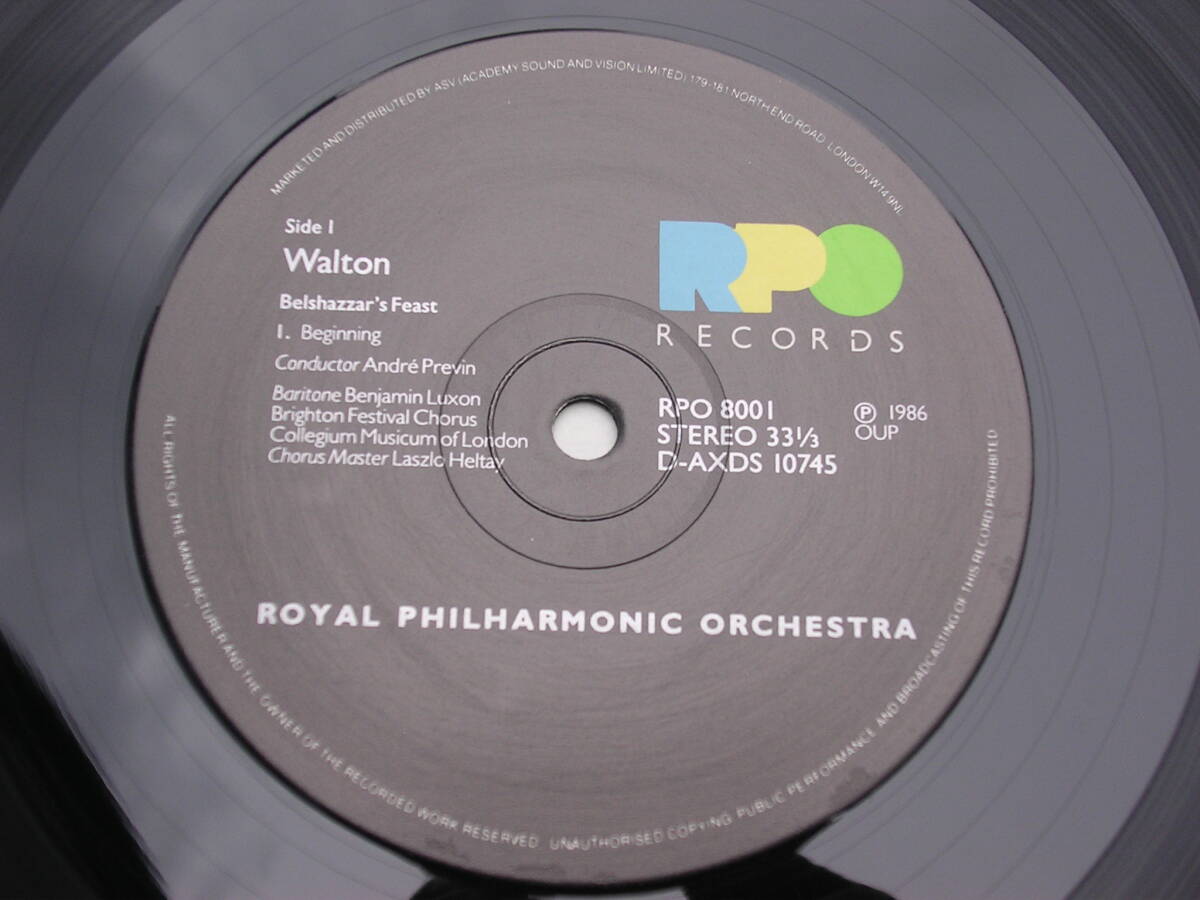 MARKETED AND DISTRIBUTED BY ASV (ACADEMY SOUND AND VISION LIMITED) 179-181 NORTH END ROAD LONDON W14 9NL
Side 1
Walton
Belshazzar's Feast
1. Beginning
Conductor André Previn
Baritone Benjamin Luxon
Brighton Festival Chorus
Collegium Musicum of London
Chorus Master Laszlo Heltay
RPO
RECORDS
RPO 8001
STEREO 33⅓
D-AXDS 10745
℗ 1986
OUP
ROYAL PHILHARMONIC ORCHESTRA
ALL RIGHTS OF THE MANUFACTURER AND THE OWNER OF THE RECORDED WORK RESERVED UNAUTHORISED COPYING PUBLIC PERFORMANCE AND BROADCASTING OF THIS RECORD PROHIBITED